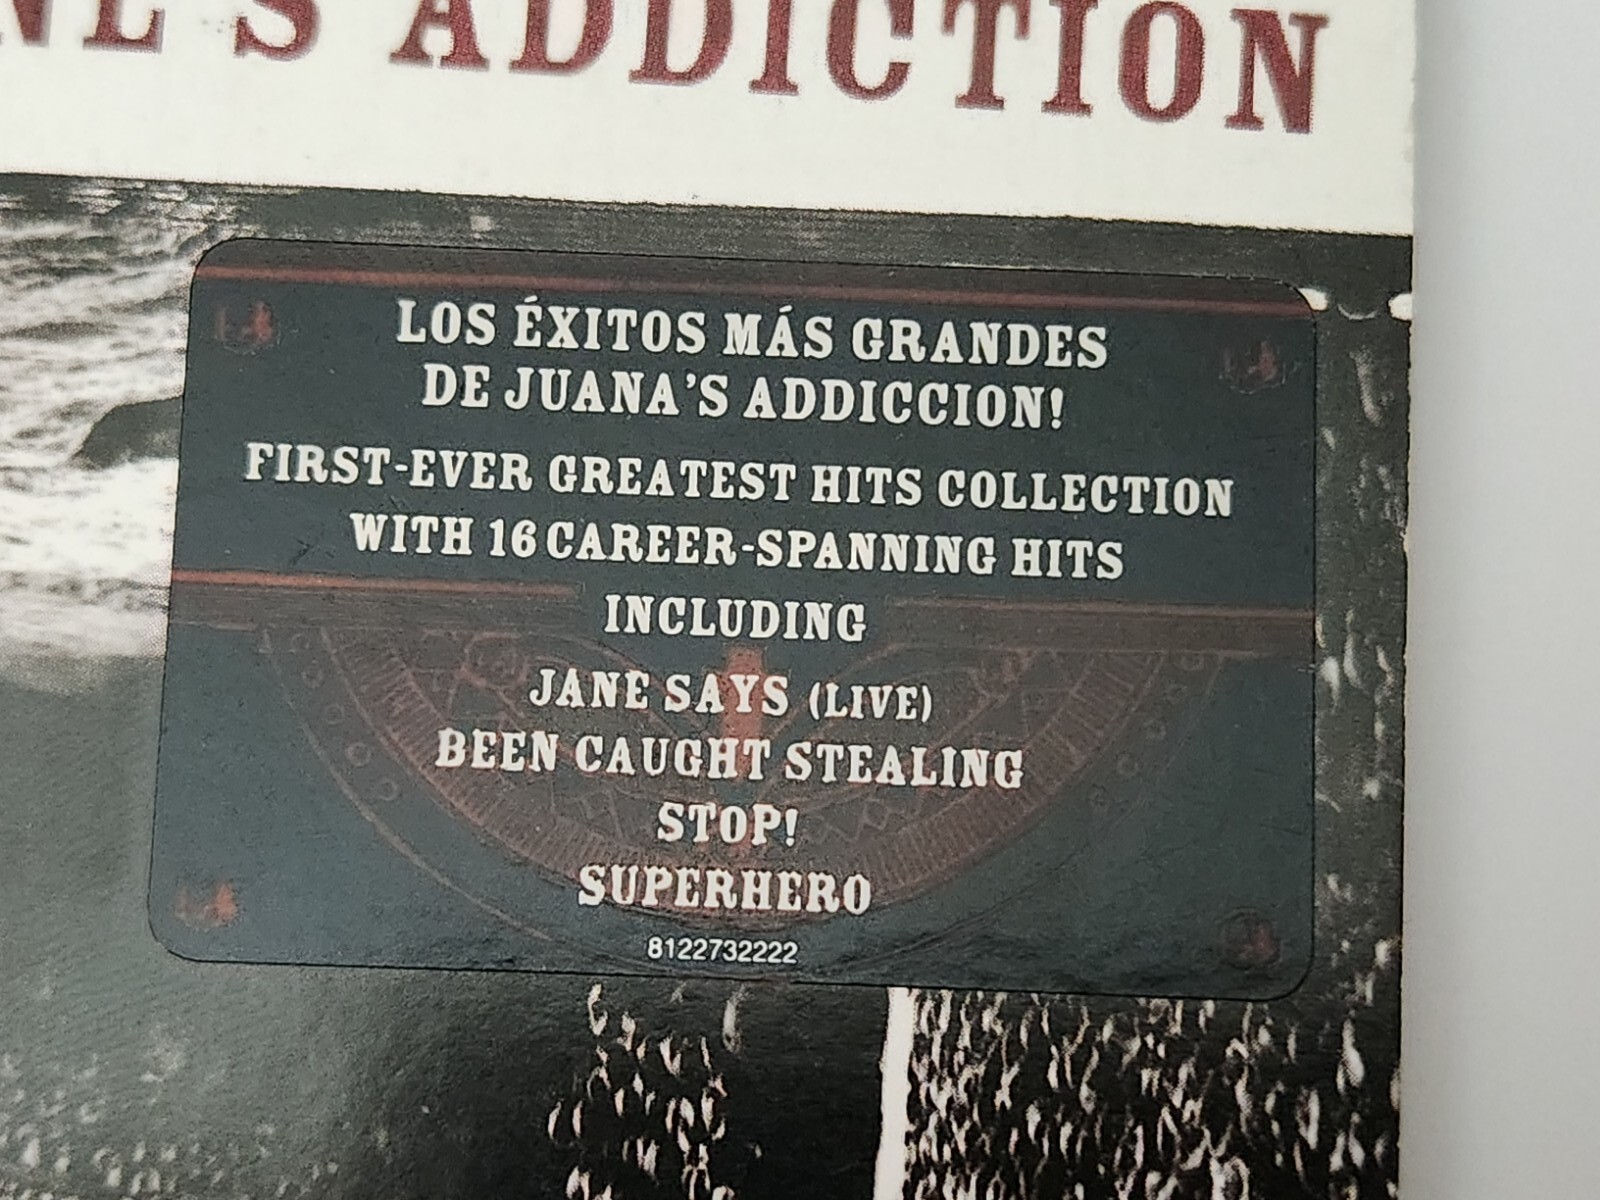 NE'S ADDICTION
LOS ÉXITOS MÁS GRANDES
DE JUANA'S ADDICCION!
FIRST-EVER GREATEST HITS COLLECTION
WITH 16 CAREER-SPANNING HITS
INCLUDING
JANE SAYS (LIVE)
BEEN CAUGHT STEALING
STOP!
SUPERHERO
8122732222